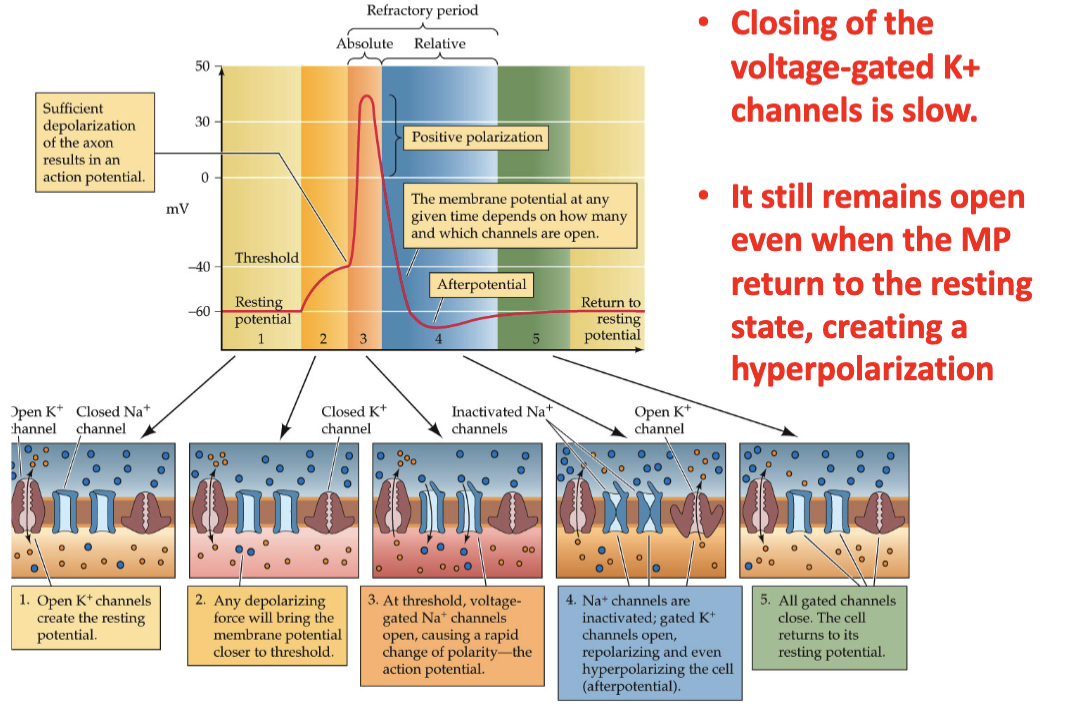 Refractory period
Absolute Relative
50
30
0
mV
–40
–60
Sufficient
depolarization
of the axon
results in an
action potential.
Positive polarization
The membrane potential at any
given time depends on how many
and which channels are open.
Threshold
Afterpotential
Resting
potential
Return to
resting
potential
1 2 3 4 5
• Closing of the
voltage-gated K+
channels is slow.
• It still remains open
even when the MP
return to the resting
state, creating a
hyperpolarization
Open K+
channel
Closed Na+
channel
Closed K+
channel
Inactivated Na+
channels
Open K+
channel
1. Open K+ channels
create the resting
potential.
2. Any depolarizing
force will bring the
membrane potential
closer to threshold.
3. At threshold, voltage-
gated Na+ channels
open, causing a rapid
change of polarity—the
action potential.
4. Na+ channels are
inactivated; gated K+
channels open,
repolarizing and even
hyperpolarizing the cell
(afterpotential).
5. All gated channels
close. The cell
returns to its
resting potential.